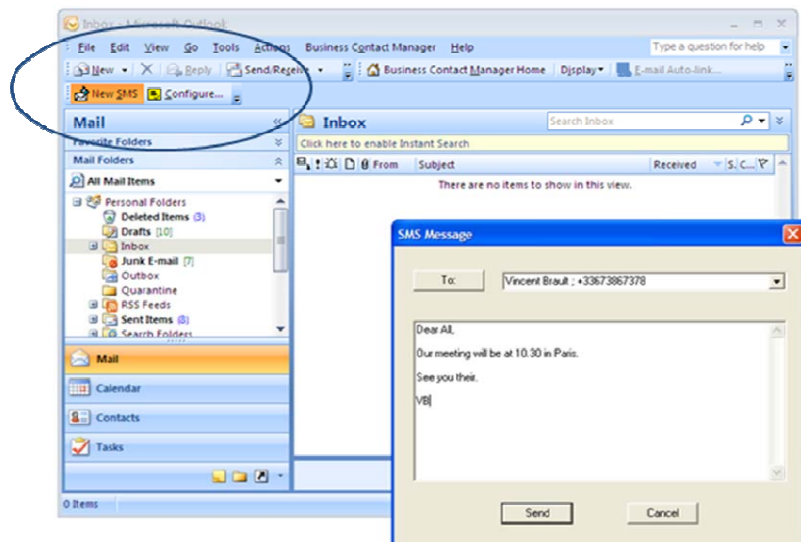 Inbox - Microsoft Outlook
File Edit View Go Tools Actions Business Contact Manager Help
Type a question for help
New Reply Send/Receive Business Contact Manager Home Display E-mail Auto-link...
New SMS Configure...
Mail
Inbox
Search Inbox
Favorite Folders
Click here to enable Instant Search
Mail Folders
From Subject Received S. C...
All Mail Items
There are no items to show in this view.
Personal Folders
Deleted Items (3)
Drafts [10]
Inbox
Junk E-mail [7]
Outbox
Quarantine
RSS Feeds
Sent Items (8)
Search Folders
Mail
Calendar
Contacts
Tasks
0 Items
SMS Message
To: Vincent Brault ; +33673867378
Dear All,
Our meeting will be at 10.30 in Paris.
See you their.
VB
Send Cancel